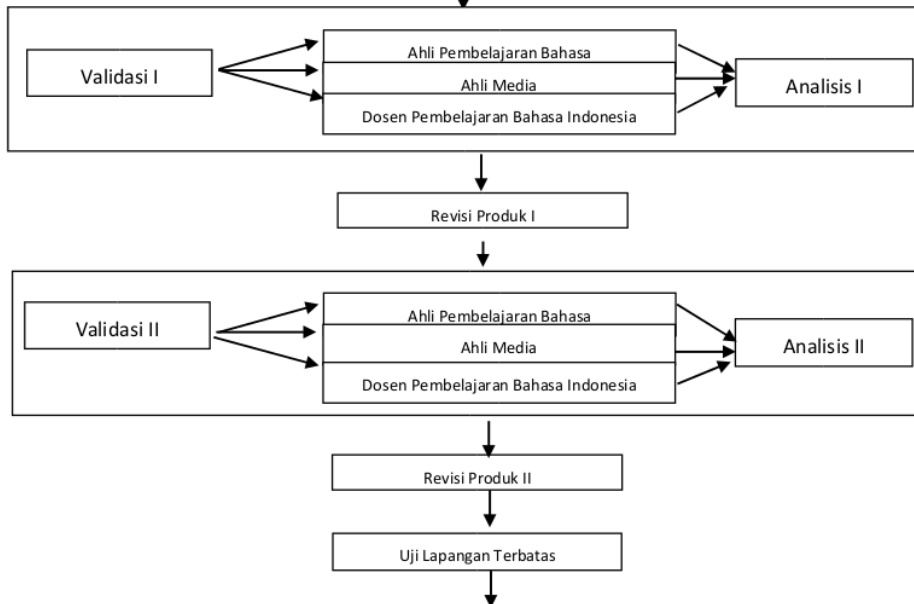 Validasi I
Ahli Pembelajaran Bahasa
Ahli Media
Dosen Pembelajaran Bahasa Indonesia
Analisis I
Revisi Produk I
Validasi II
Ahli Pembelajaran Bahasa
Ahli Media
Dosen Pembelajaran Bahasa Indonesia
Analisis II
Revisi Produk II
Uji Lapangan Terbatas